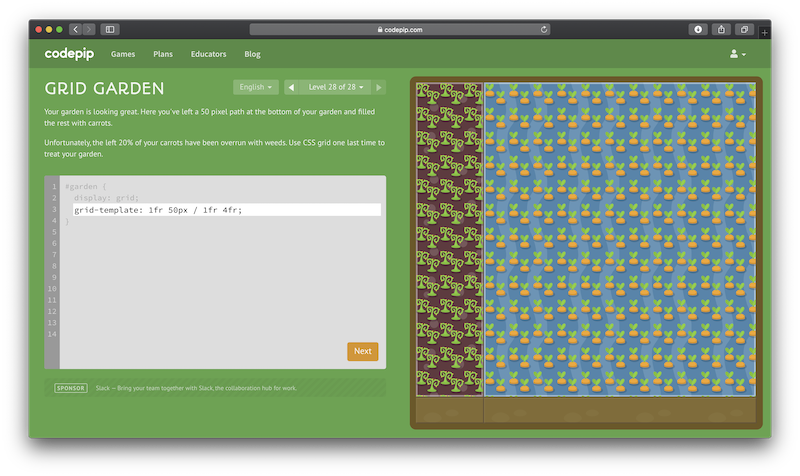 codepip.com
codepip Games Plans Educators Blog
GRID GARDEN
English
Level 28 of 28
Your garden is looking great. Here you've left a 50 pixel path at the bottom of your garden and filled
the rest with carrots.
Unfortunately, the left 20% of your carrots have been overrun with weeds. Use CSS grid one last time to
treat your garden.
1 #garden {
2 display: grid;
3 grid-template: 1fr 50px / 1fr 4fr;
4 }
5
6
7
8
9
10
11
12
13
14
Next
SPONSOR Slack — Bring your team together with Slack, the collaboration hub for work.